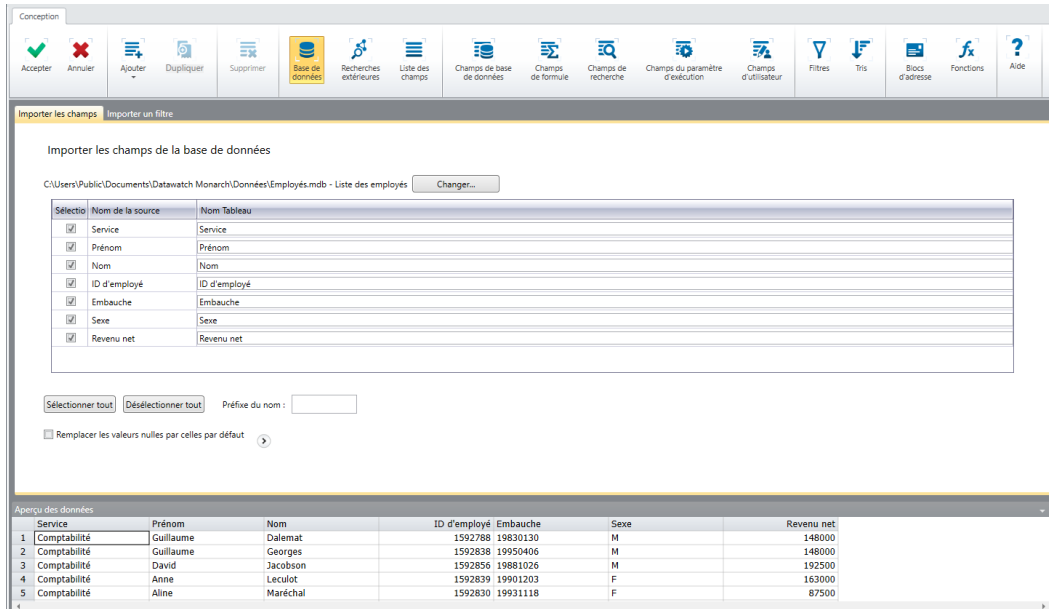 Conception
Accepter Annuler Ajouter Dupliquer Supprimer Base de données Recherches extérieures Liste des champs Champs de base de données Champs de formule Champs de recherche Champs du paramètre d'exécution Champs d'utilisateur Filtres Tris Blocs d'adresse Fonctions Aide
Importer les champs Importer un filtre
Importer les champs de la base de données
C:\Users\Public\Documents\Datawatch Monarch\Données\Employés.mdb - Liste des employés Changer...
Sélectio Nom de la source Nom Tableau
Service Service
Prénom Prénom
Nom Nom
ID d'employé ID d'employé
Embauche Embauche
Sexe Sexe
Revenu net Revenu net
Sélectionner tout Désélectionner tout Préfixe du nom :
Remplacer les valeurs nulles par celles par défaut
Aperçu des données
Service Prénom Nom ID d'employé Embauche Sexe Revenu net
1 Comptabilité Guillaume Dalemat 1592788 19830130 M 148000
2 Comptabilité Guillaume Georges 1592838 19950406 M 148000
3 Comptabilité David Jacobson 1592856 19881026 M 192500
4 Comptabilité Anne Leculot 1592839 19901203 F 163000
5 Comptabilité Aline Maréchal 1592830 19931118 F 87500